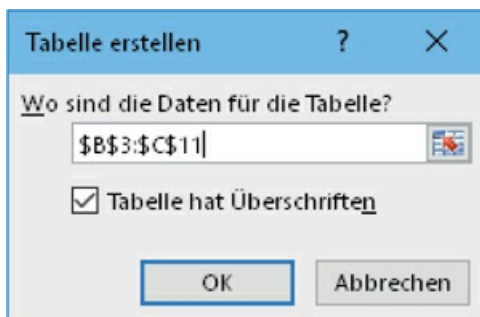 Tabelle erstellen ?
Wo sind die Daten für die Tabelle?
$B$3:$C$11
Tabelle hat Überschriften
OK Abbrechen